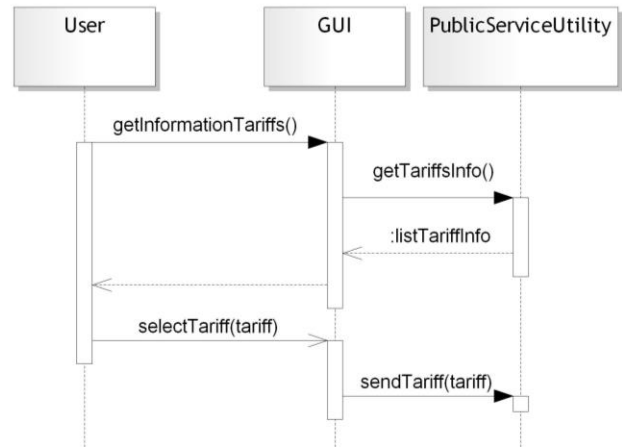 User
GUI
PublicServiceUtility
getInformationTariffs()
getTariffsInfo()
:listTariffInfo
selectTariff(tariff)
sendTariff(tariff)